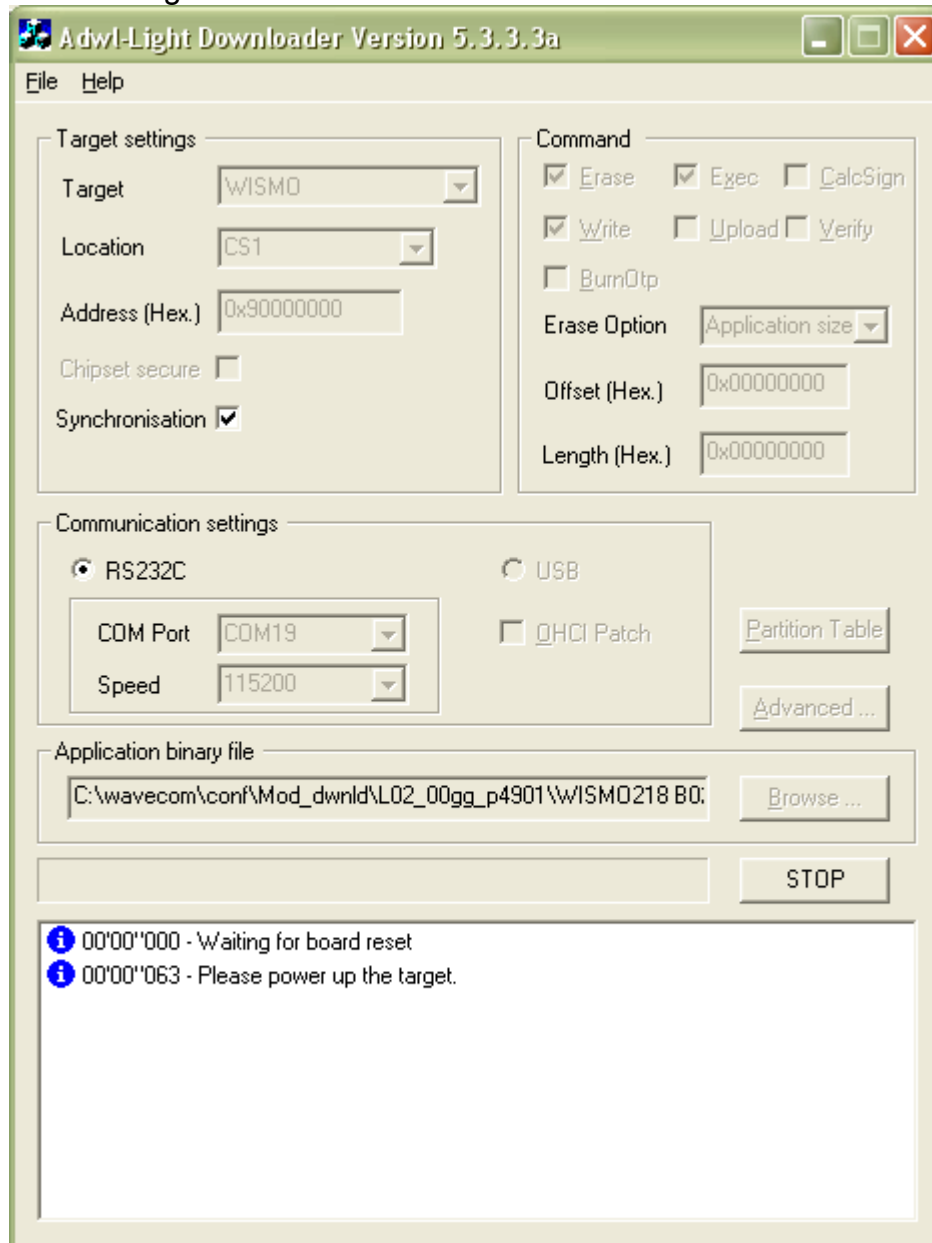 Adwl-Light Downloader Version 5.3.3.3a
File Help
Target settings
Target WISMO
Location CS1
Address (Hex.) 0x90000000
Chipset secure
Synchronisation
Command
Erase Exec CalcSign
Write Upload Verify
BurnOtp
Erase Option Application size
Offset (Hex.) 0x00000000
Length (Hex.) 0x00000000
Communication settings
RS232C USB
COM Port COM19 OHCI Patch
Speed 115200
Partition Table
Advanced ...
Application binary file
C:\wavecom\conf\Mod_dwnld\L02_00gg_p4901\WISMO218 B0
Browse ...
STOP
00'00"000 - Waiting for board reset
00'00"063 - Please power up the target.